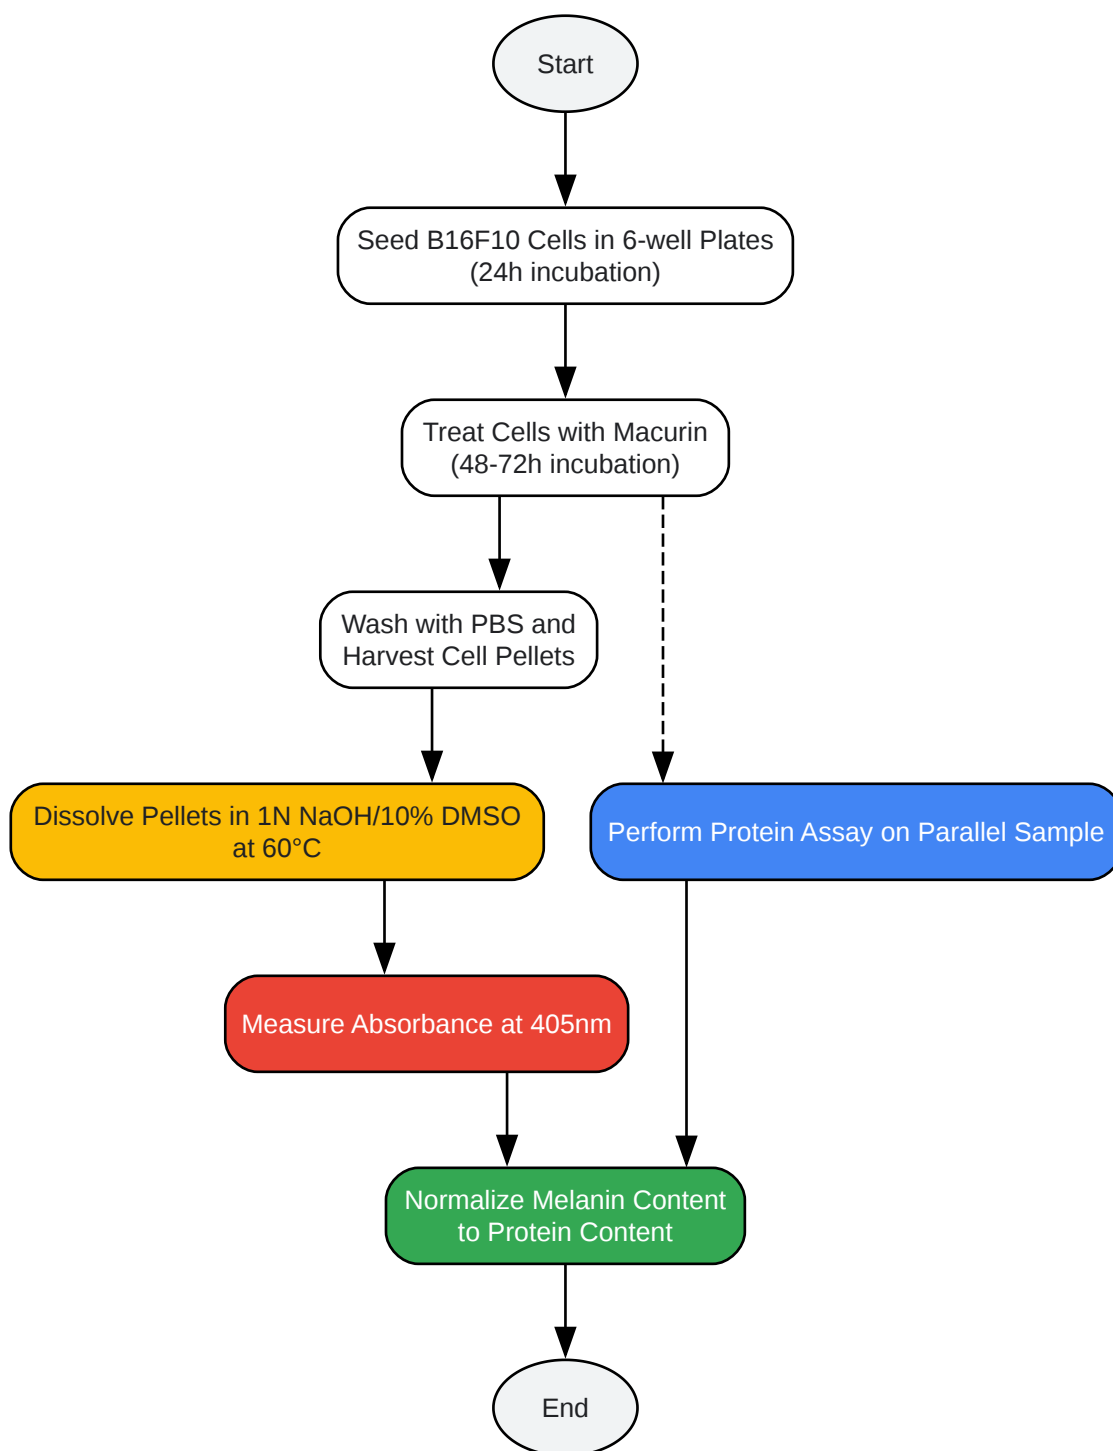 Start
Seed B16F10 Cells in 6-well Plates
(24h incubation)
Treat Cells with Macurin
(48-72h incubation)
Wash with PBS and
Harvest Cell Pellets
Dissolve Pellets in 1N NaOH/10% DMSO
at 60°C
Perform Protein Assay on Parallel Sample
Measure Absorbance at 405nm
Normalize Melanin Content
to Protein Content
End